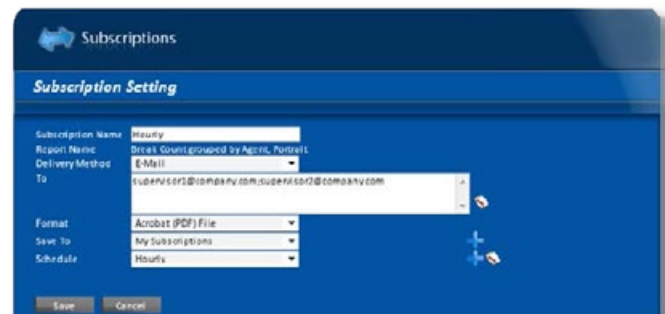 Subscriptions
Subscription Setting
Subscription Name Hourly
Report Name Break Count grouped by Agent, Portrait
Delivery Method E-Mail
To supervisor1@company.com;supervisor2@company.com
Format Acrobat (PDF) File
Save To My Subscriptions
Schedule Hourly
Save Cancel